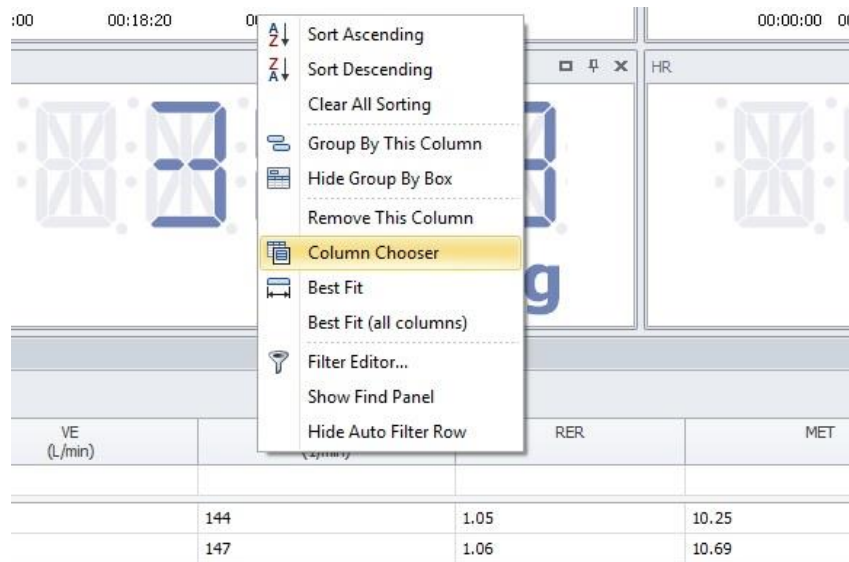 :00 00:18:20 00:00:00
Sort Ascending
Sort Descending
Clear All Sorting
HR
Group By This Column
Hide Group By Box
Remove This Column
Column Chooser
Best Fit
g
Best Fit (all columns)
Filter Editor...
Show Find Panel
Hide Auto Filter Row
VE
(L/min)
RER
MET
144 1.05 10.25
147 1.06 10.69